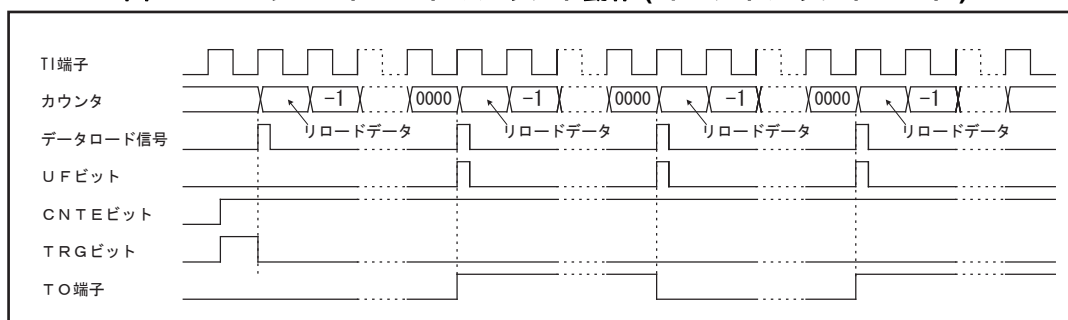 TI端子
カウンタ -1 0000 -1 0000 -1 0000 -1
データロード信号 リロードデータ リロードデータ リロードデータ リロードデータ
UFビット
CNTEビット
TRGビット
TO端子